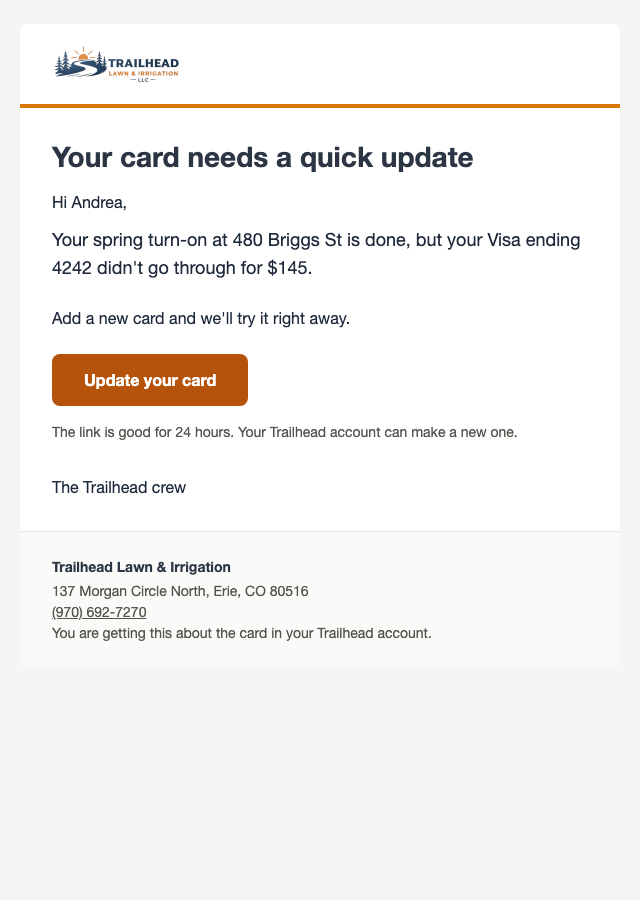 TRAILHEAD
LAWN & IRRIGATION
LLC
Your card needs a quick update
Hi Andrea,
Your spring turn-on at 480 Briggs St is done, but your Visa ending
4242 didn't go through for $145.
Add a new card and we'll try it right away.
Update your card
The link is good for 24 hours. Your Trailhead account can make a new one.
The Trailhead crew
Trailhead Lawn & Irrigation
137 Morgan Circle North, Erie, CO 80516
(970) 692-7270
You are getting this about the card in your Trailhead account.